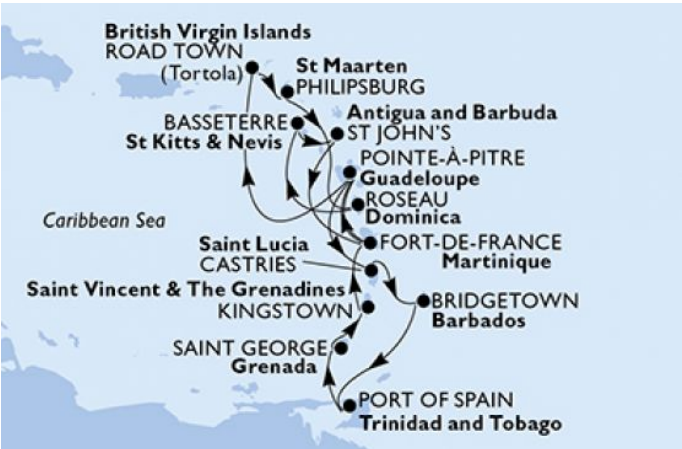 British Virgin Islands
ROAD TOWN
(Tortola)
St Maarten
PHILIPSBURG
Antigua and Barbuda
ST JOHN'S
BASSETERRE
St Kitts & Nevis
POINTE-À-PITRE
Guadeloupe
ROSEAU
Dominica
Caribbean Sea
FORT-DE-FRANCE
Martinique
Saint Lucia
CASTRIES
Saint Vincent & The Grenadines
KINGSTOWN
BRIDGETOWN
Barbados
SAINT GEORGE
Grenada
PORT OF SPAIN
Trinidad and Tobago